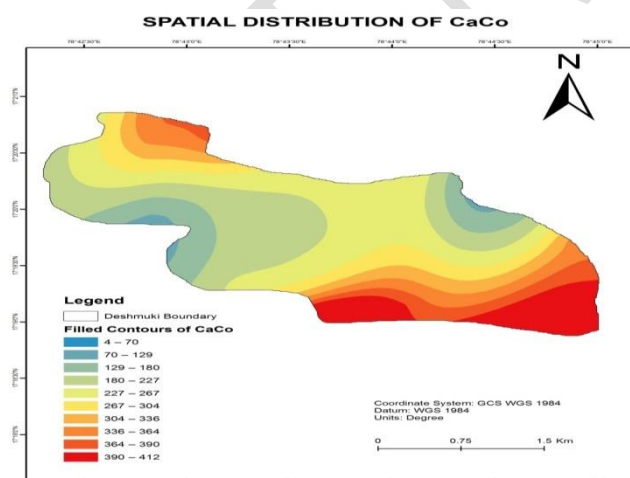 SPATIAL DISTRIBUTION OF CaCo
N
Legend
Deshmuki Boundary
Filled Contours of CaCo
4 – 70
70 – 129
129 – 180
180 – 227
227 – 267
267 – 304
304 – 336
336 – 364
364 – 390
390 – 412
Coordinate System: GCS WGS 1984
Datum: WGS 1984
Units: Degree
0 0.75 1.5 Km